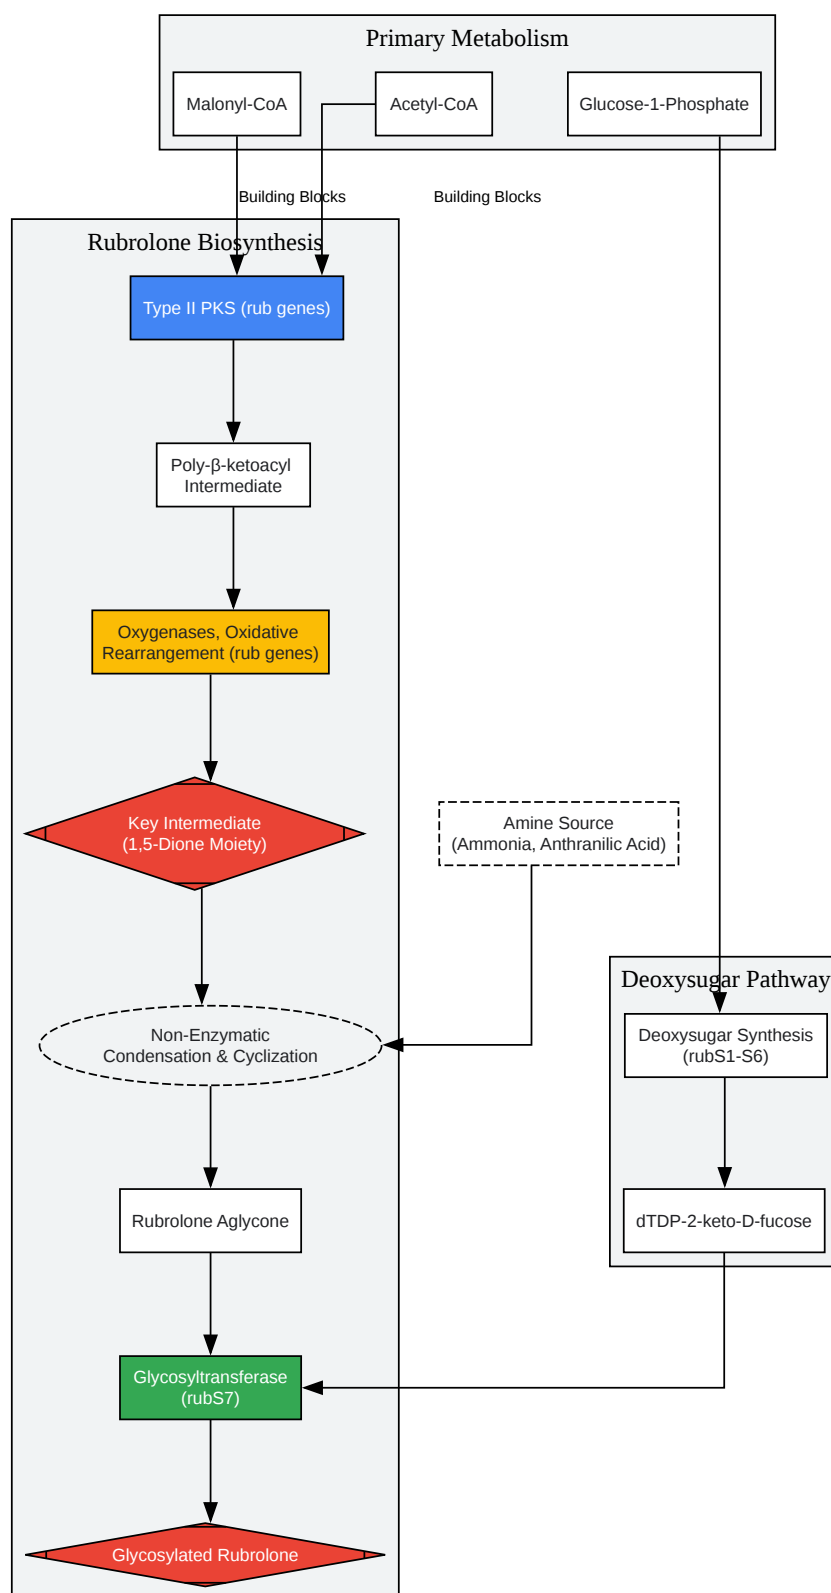 Primary Metabolism
Malonyl-CoA
Acetyl-CoA
Glucose-1-Phosphate
Building Blocks
Building Blocks
Rubrolone Biosynthesis
Type II PKS (rub genes)
Poly-β-ketoacyl
Intermediate
Oxygenases, Oxidative
Rearrangement (rub genes)
Key Intermediate
(1,5-Dione Moiety)
Amine Source
(Ammonia, Anthranilic Acid)
Deoxysugar Pathway
Non-Enzymatic
Condensation & Cyclization
Deoxysugar Synthesis
(rubS1-S6)
Rubrolone Aglycone
dTDP-2-keto-D-fucose
Glycosyltransferase
(rubS7)
Glycosylated Rubrolone